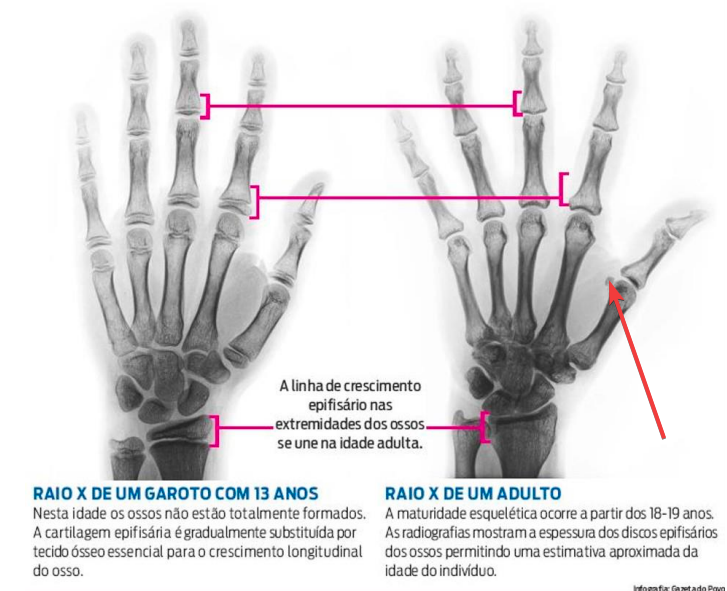 A linha de crescimento
epifisário nas
extremidades dos ossos
se une na idade adulta.
RAIO X DE UM GAROTO COM 13 ANOS
Nesta idade os ossos não estão totalmente formados.
A cartilagem epifisária é gradualmente substituída por
tecido ósseo essencial para o crescimento longitudinal
do osso.
RAIO X DE UM ADULTO
A maturidade esquelética ocorre a partir dos 18-19 anos.
As radiografias mostram a espessura dos discos epifisários
dos ossos permitindo uma estimativa aproximada da
idade do indivíduo.
Infografia: Gazeta do Povo